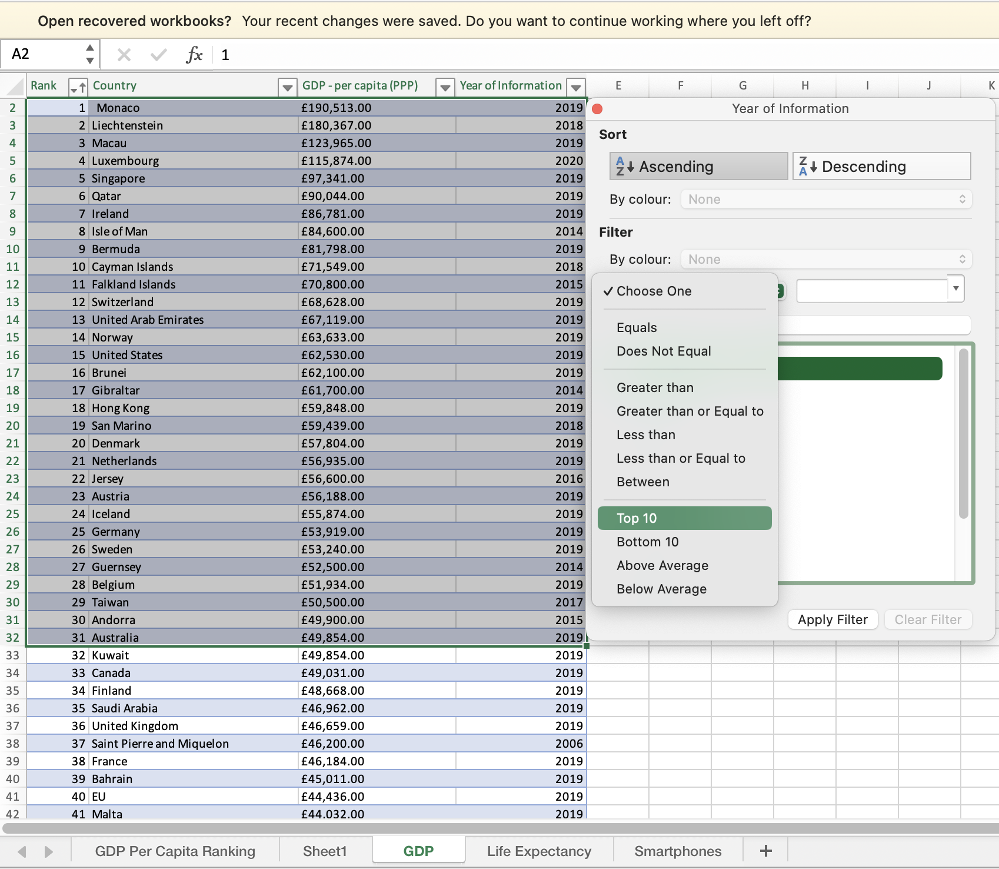 Open recovered workbooks? Your recent changes were saved. Do you want to continue working where you left off?
A2 fx 1
Rank Country GDP - per capita (PPP) Year of Information E F G H I J K
2 1 Monaco £190,513.00 2019
3 2 Liechtenstein £180,367.00 2018
4 3 Macau £123,965.00 2019
5 4 Luxembourg £115,874.00 2020
6 5 Singapore £97,341.00 2019
7 6 Qatar £90,044.00 2019
8 7 Ireland £86,781.00 2019
9 8 Isle of Man £84,600.00 2014
10 9 Bermuda £81,798.00 2019
11 10 Cayman Islands £71,549.00 2018
12 11 Falkland Islands £70,800.00 2015
13 12 Switzerland £68,628.00 2019
14 13 United Arab Emirates £67,119.00 2019
15 14 Norway £63,633.00 2019
16 15 United States £62,530.00 2019
17 16 Brunei £62,100.00 2019
18 17 Gibraltar £61,700.00 2014
19 18 Hong Kong £59,848.00 2019
20 19 San Marino £59,439.00 2018
21 20 Denmark £57,804.00 2019
22 21 Netherlands £56,935.00 2019
23 22 Jersey £56,600.00 2016
24 23 Austria £56,188.00 2019
25 24 Iceland £55,874.00 2019
26 25 Germany £53,919.00 2019
27 26 Sweden £53,240.00 2019
28 27 Guernsey £52,500.00 2014
29 28 Belgium £51,934.00 2019
30 29 Taiwan £50,500.00 2017
31 30 Andorra £49,900.00 2015
32 31 Australia £49,854.00 2019
33 32 Kuwait £49,854.00 2019
34 33 Canada £49,031.00 2019
35 34 Finland £48,668.00 2019
36 35 Saudi Arabia £46,962.00 2019
37 36 United Kingdom £46,659.00 2019
38 37 Saint Pierre and Miquelon £46,200.00 2006
39 38 France £46,184.00 2019
40 39 Bahrain £45,011.00 2019
41 40 EU £44,436.00 2019
42 41 Malta £44,032.00 2019
Year of Information
Sort
A Z Ascending Z A Descending
By colour: None
Filter
By colour: None
Choose One
Equals
Does Not Equal
Greater than
Greater than or Equal to
Less than
Less than or Equal to
Between
Top 10
Bottom 10
Above Average
Below Average
Apply Filter Clear Filter
GDP Per Capita Ranking Sheet1 GDP Life Expectancy Smartphones +